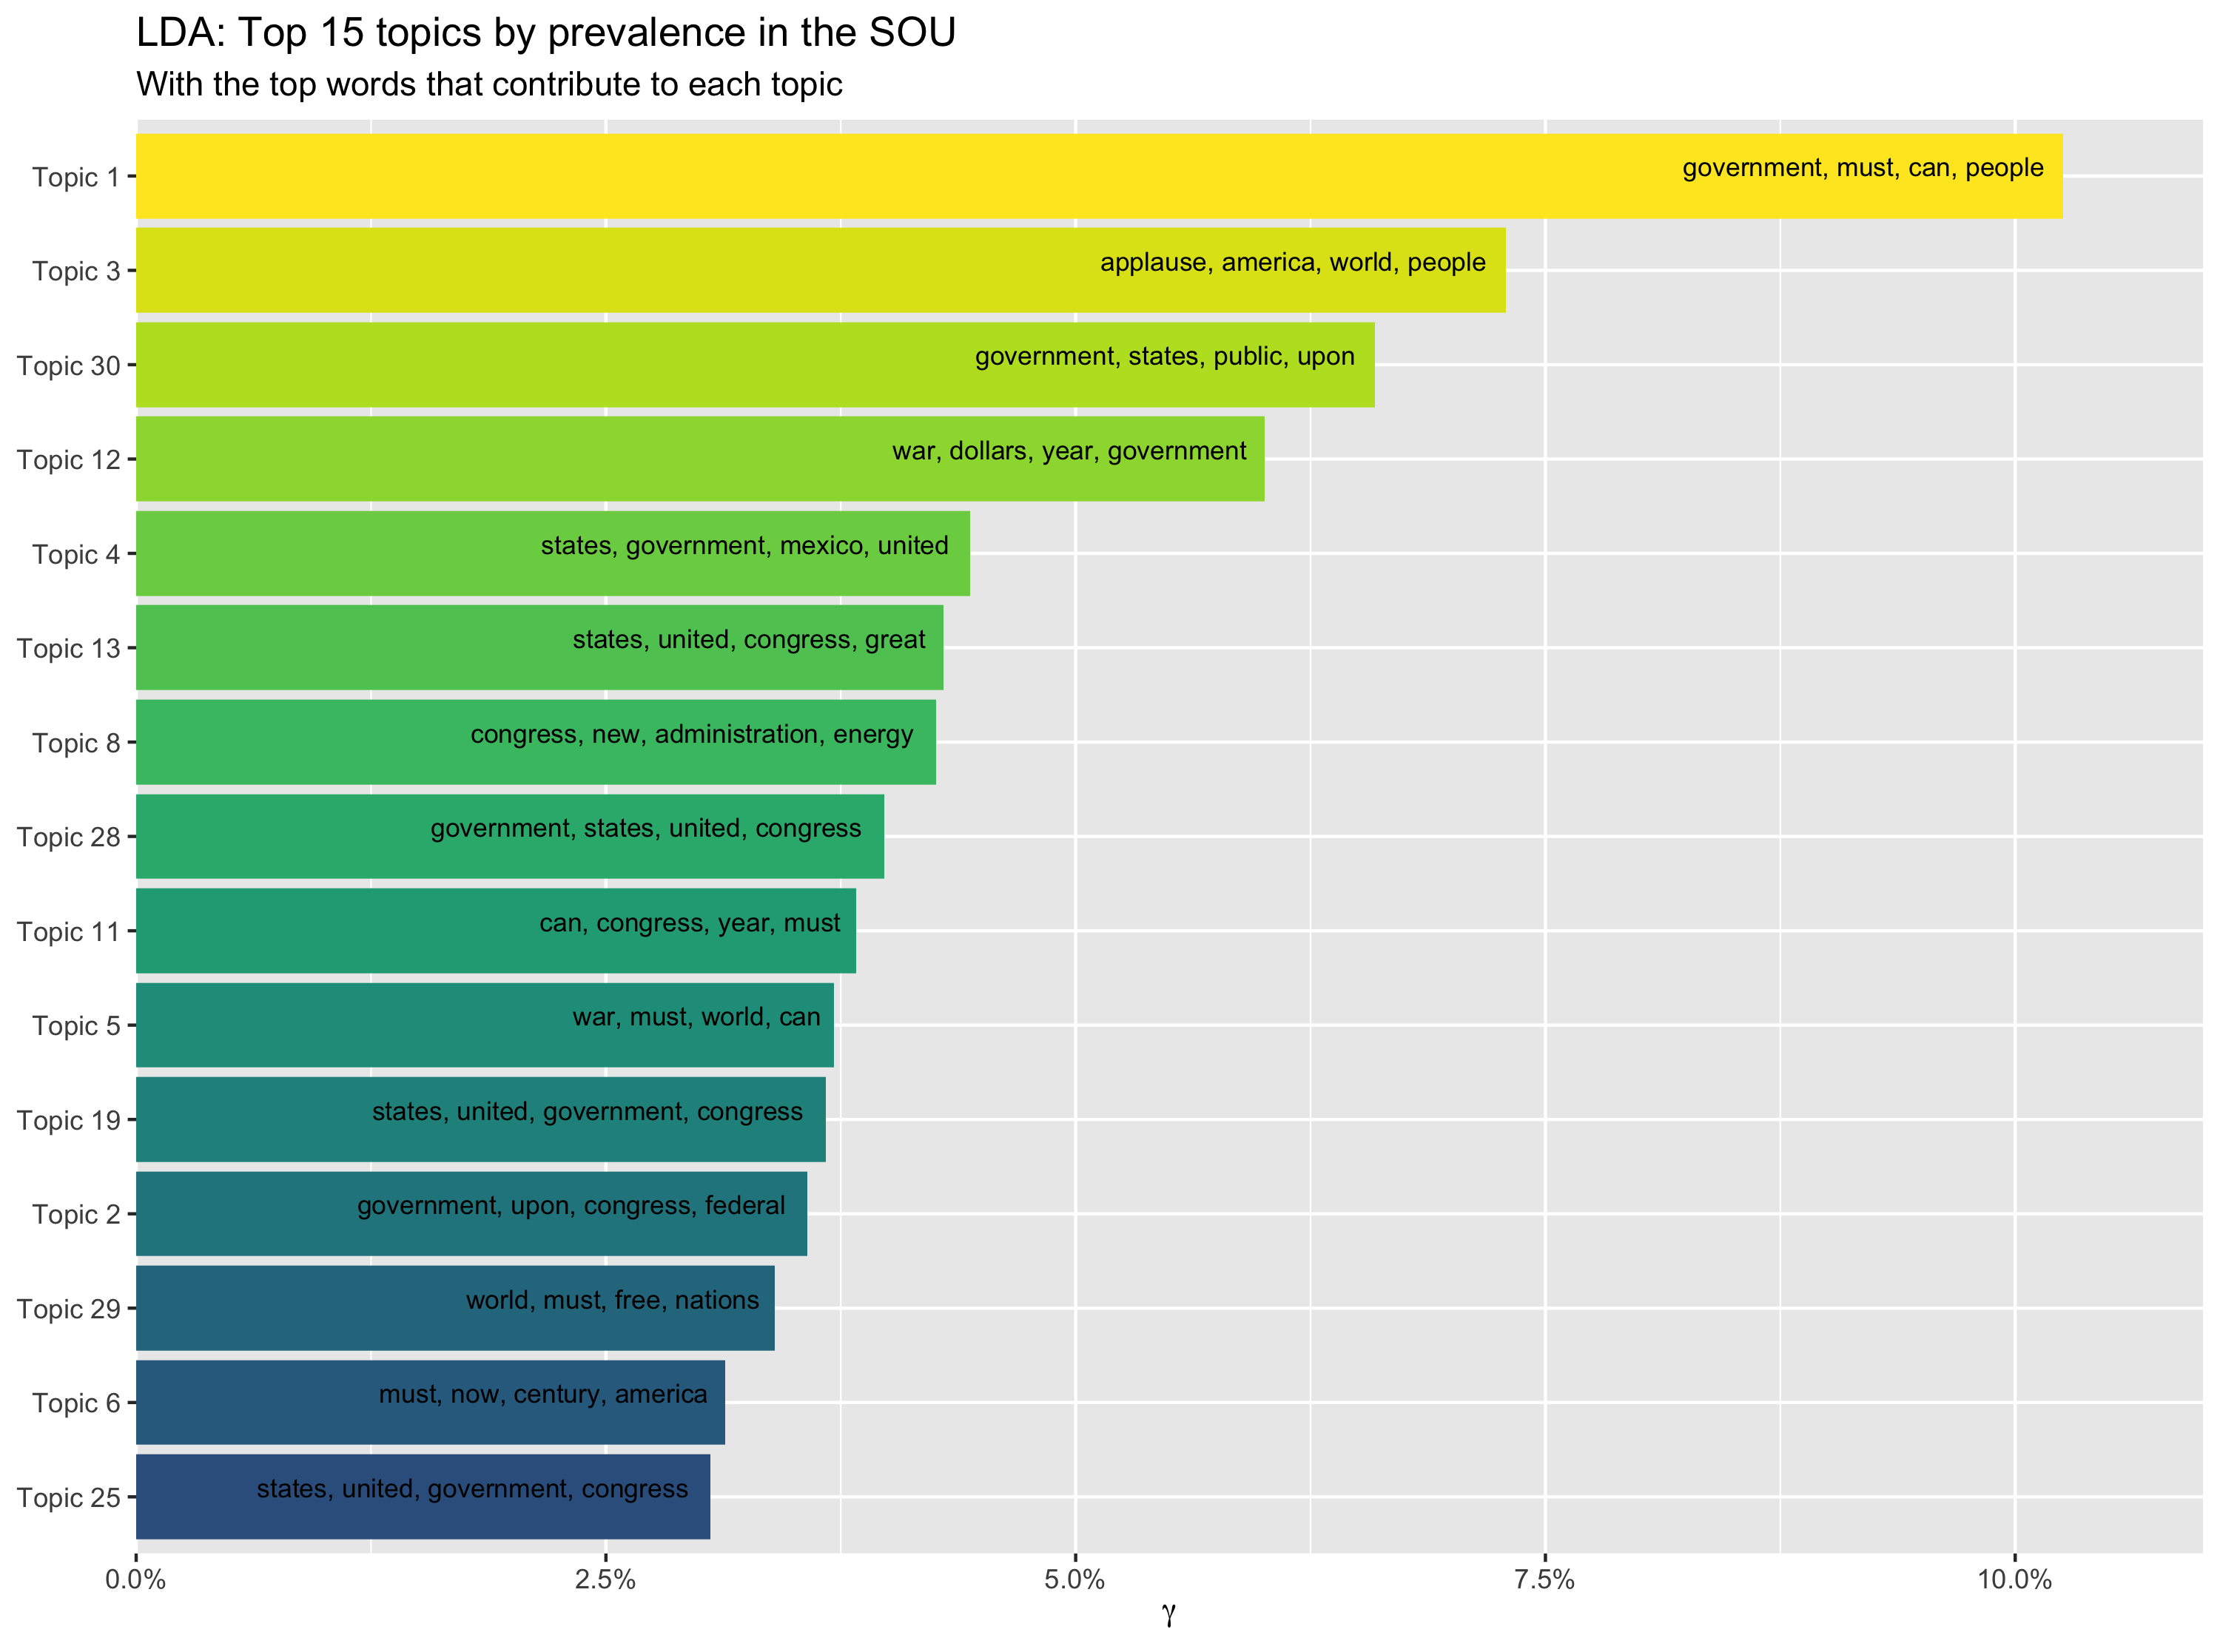 LDA: Top 15 topics by prevalence in the SOU
With the top words that contribute to each topic
Topic 1 government, must, can, people
Topic 3 applause, america, world, people
Topic 30 government, states, public, upon
Topic 12 war, dollars, year, government
Topic 4 states, government, mexico, united
Topic 13 states, united, congress, great
Topic 8 congress, new, administration, energy
Topic 28 government, states, united, congress
Topic 11 can, congress, year, must
Topic 5 war, must, world, can
Topic 19 states, united, government, congress
Topic 2 government, upon, congress, federal
Topic 29 world, must, free, nations
Topic 6 must, now, century, america
Topic 25 states, united, government, congress
0.0% 2.5% 5.0% 7.5% 10.0%
γ